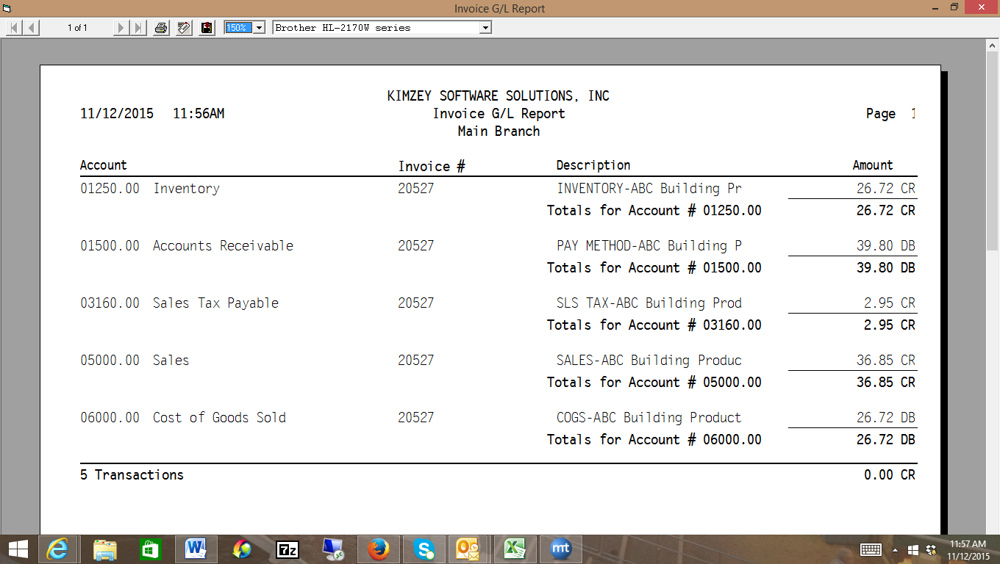 Invoice G/L Report
1 of 1 150% Brother HL-2170W series
KIMZEY SOFTWARE SOLUTIONS, INC
11/12/2015 11:56AM Invoice G/L Report Page 1
Main Branch
Account Invoice # Description Amount
01250.00 Inventory 20527 INVENTORY-ABC Building Pr 26.72 CR
Totals for Account # 01250.00 26.72 CR
01500.00 Accounts Receivable 20527 PAY METHOD-ABC Building P 39.80 DB
Totals for Account # 01500.00 39.80 DB
03160.00 Sales Tax Payable 20527 SLS TAX-ABC Building Prod 2.95 CR
Totals for Account # 03160.00 2.95 CR
05000.00 Sales 20527 SALES-ABC Building Produc 36.85 CR
Totals for Account # 05000.00 36.85 CR
06000.00 Cost of Goods Sold 20527 COGS-ABC Building Product 26.72 DB
Totals for Account # 06000.00 26.72 DB
5 Transactions 0.00 CR
7z mt 11:57 AM
11/12/2015